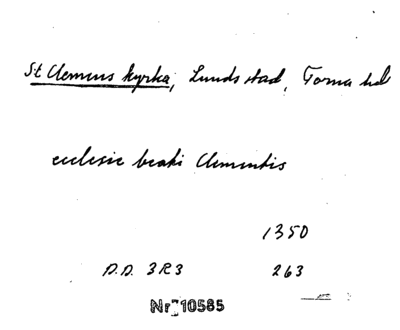 St Clemens kyrka, Lunds stad, Torna hd
ecclesie beati Clementis
1350
D.D. 3R3 263
Nr 10585